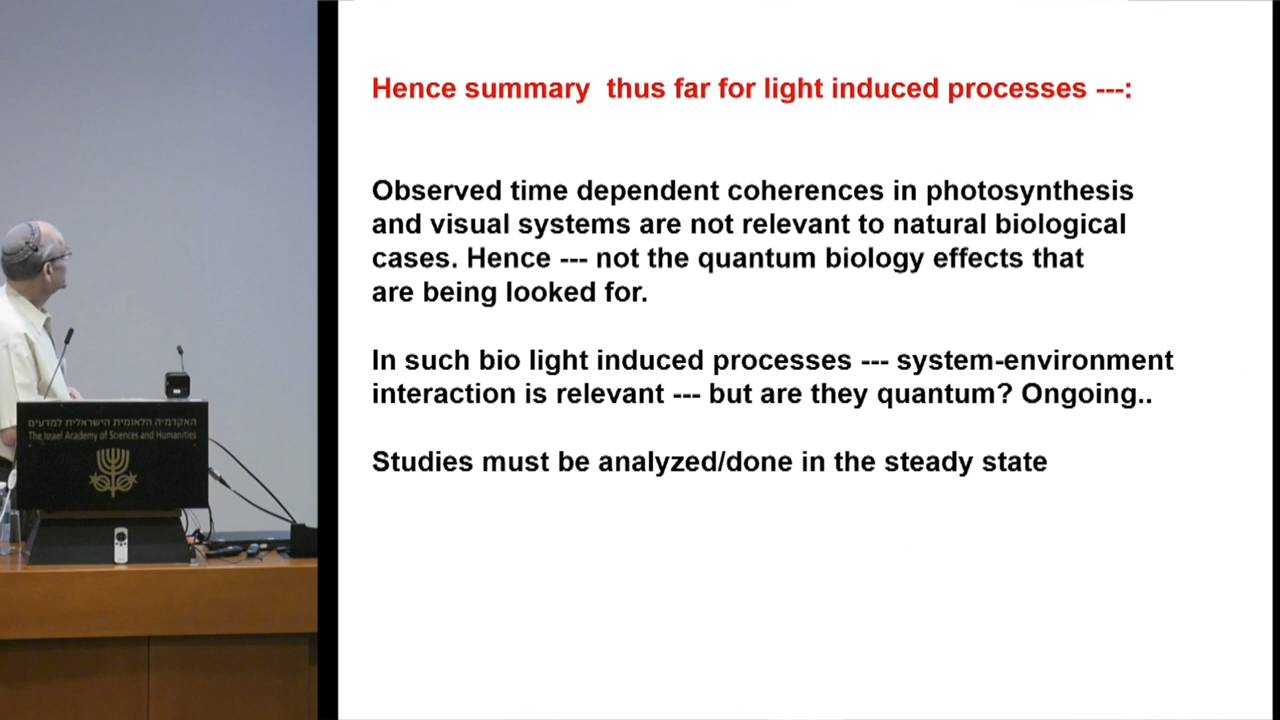 Hence summary thus far for light induced processes ---:
Observed time dependent coherences in photosynthesis
and visual systems are not relevant to natural biological
cases. Hence --- not the quantum biology effects that
are being looked for.
In such bio light induced processes --- system-environment
interaction is relevant --- but are they quantum? Ongoing..
Studies must be analyzed/done in the steady state
האקדמיה הלאומית הישראלית למדעים
The Israel Academy of Sciences and Humanities